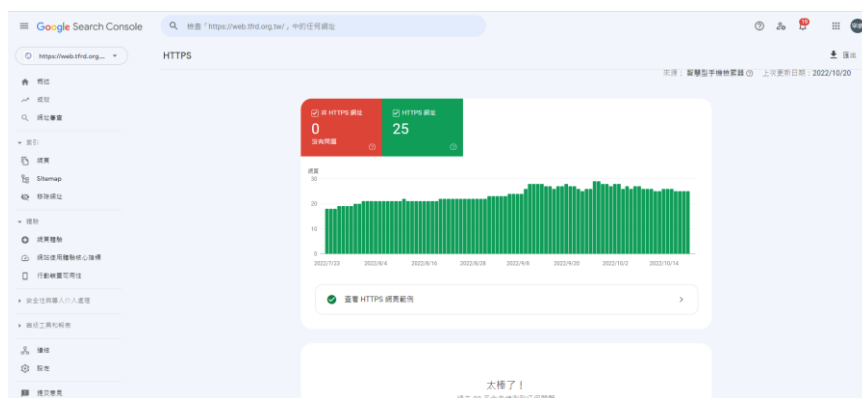 Google Search Console
檢查「https://web.tfrd.org.tw/」中的任何網址
19
https://web.tfrd.org....
HTTPS
匯出
來源：智慧型手機檢索器
上次更新日期：2022/10/20
概述
成效
網址審查
索引
網頁
Sitemap
移除網址
體驗
網頁體驗
網站使用體驗核心指標
行動裝置可用性
安全性與專人介入處理
舊版工具和報表
連結
設定
提交意見
非 HTTPS 網址
0
沒有問題
HTTPS 網址
25
網頁
30
20
10
0
2022/7/23
2022/8/4
2022/8/16
2022/8/28
2022/9/8
2022/9/20
2022/10/2
2022/10/14
查看 HTTPS 網頁範例
太棒了！